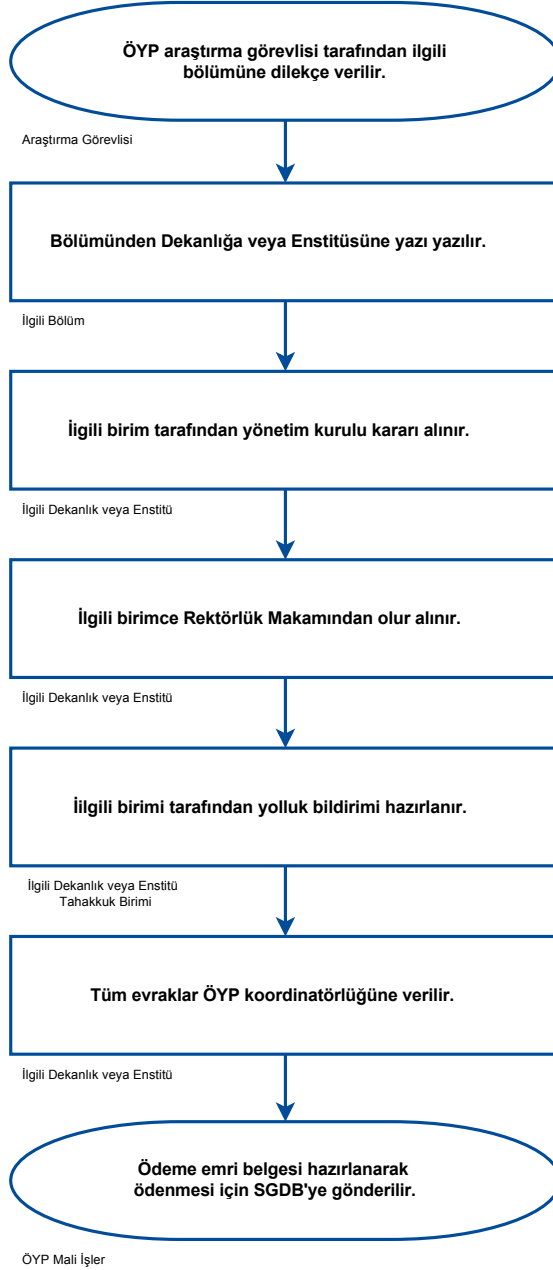 ÖYP araştırma görevlisi tarafından ilgili
bölümüne dilekçe verilir.
Araştırma Görevlisi
Bölümünden Dekanlığa veya Enstitüsüne yazı yazılır.
İlgili Bölüm
İigili birim tarafından yönetim kurulu kararı alınır.
İlgili Dekanlık veya Enstitü
İlgili birimce Rektörlük Makamından olur alınır.
İlgili Dekanlık veya Enstitü
İilgili birimi tarafından yolluk bildirimi hazırlanır.
İlgili Dekanlık veya Enstitü
Tahakkuk Birimi
Tüm evraklar ÖYP koordinatörlüğüne verilir.
İlgili Dekanlık veya Enstitü
Ödeme emri belgesi hazırlanarak
ödenmesi için SGDB'ye gönderilir.
ÖYP Mali İşler